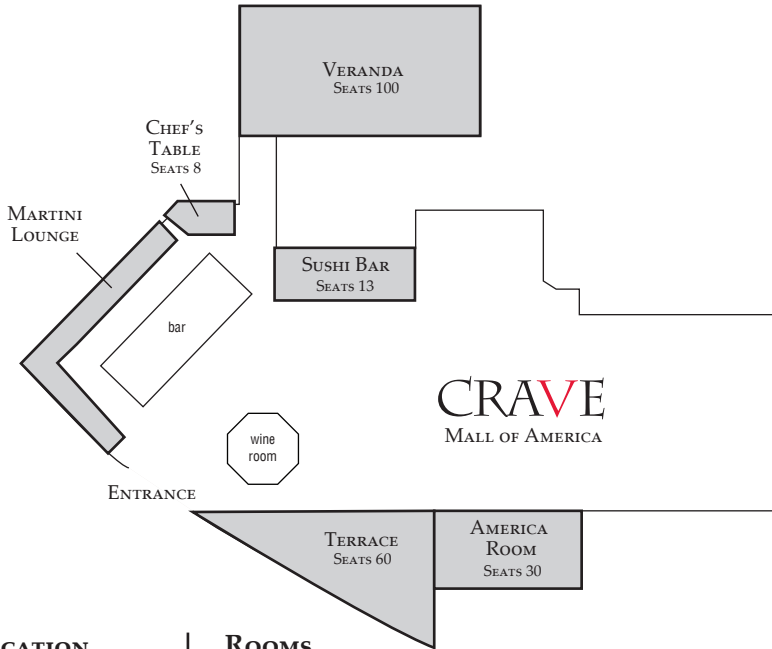 Veranda
Seats 100
Chef's
Table
Seats 8
Martini
Lounge
Sushi Bar
Seats 13
bar
CRAVE
Mall of America
wine
room
Entrance
Terrace
Seats 60
America
Room
Seats 30
Rooms